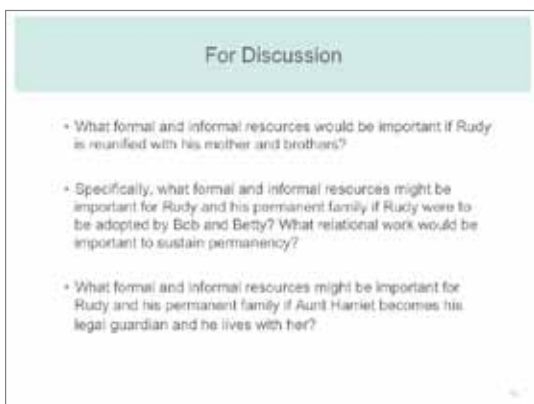 For Discussion
• What formal and informal resources would be important if Rudy
is reunified with his mother and brothers?
• Specifically, what formal and informal resources might be
important for Rudy and his permanent family if Rudy were to
be adopted by Bob and Betty? What relational work would be
important to sustain permanency?
• What formal and informal resources might be important for
Rudy and his permanent family if Aunt Harriet becomes his
legal guardian and he lives with her?